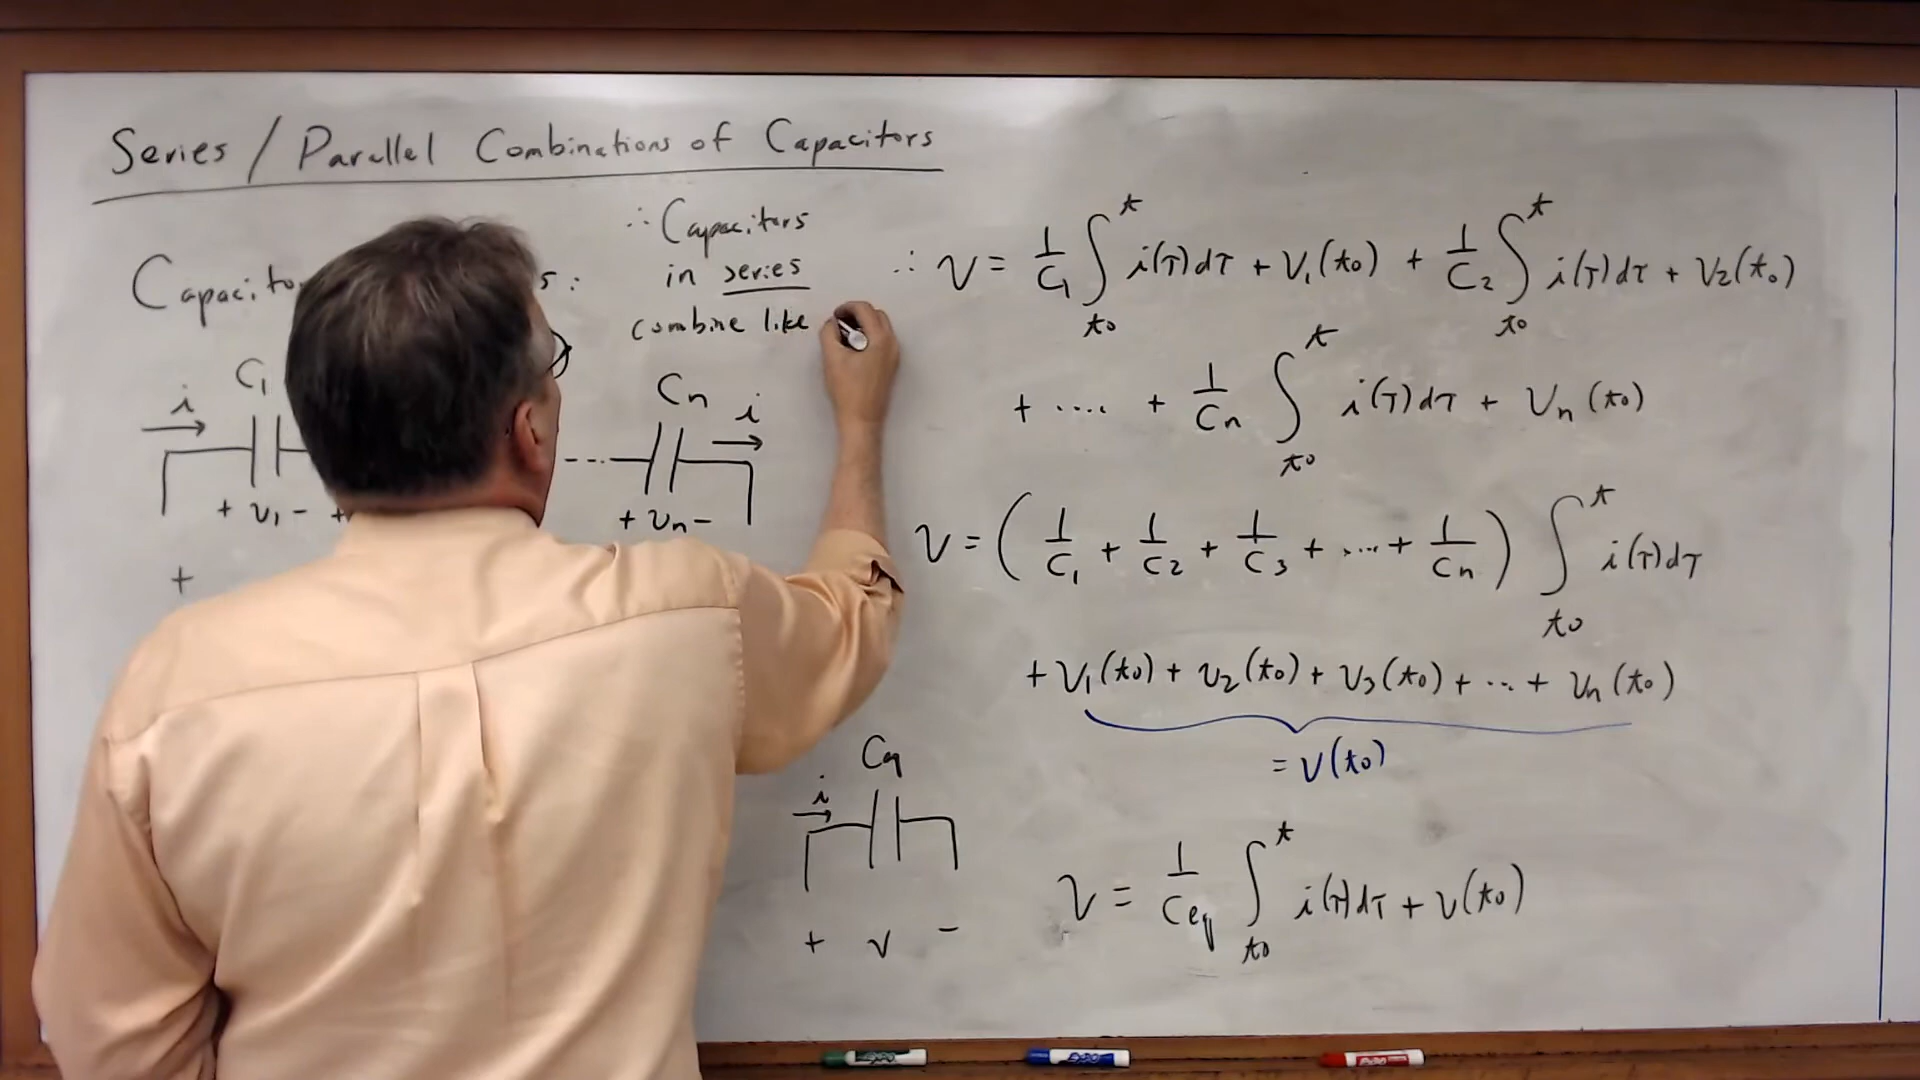 Series / Parallel Combinations of Capacitors
∴ Capacitors
in series
combine like
C₁
i
+ v₁ -
+
Cn
i
+ vn -
∴ v = 1/C₁ ∫ₜ₀ᵗ i(τ)dτ + v₁(t₀) + 1/C₂ ∫ₜ₀ᵗ i(τ)dτ + v₂(t₀)
+ .... + 1/Cn ∫ₜ₀ᵗ i(τ)dτ + vn(t₀)
v = (1/C₁ + 1/C₂ + 1/C₃ + .... + 1/Cn) ∫ₜ₀ᵗ i(τ)dτ
+ v₁(t₀) + v₂(t₀) + v₃(t₀) + ... + vn(t₀)
= v(t₀)
Ceq
i
+ v -
v = 1/Ceq ∫ₜ₀ᵗ i(τ)dτ + v(t₀)
EXPO
EXPO
EXPO